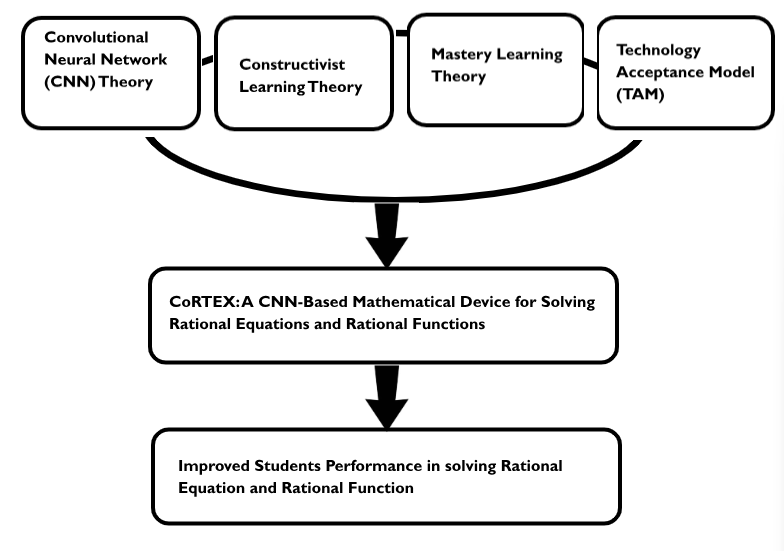 Convolutional
Neural Network
(CNN) Theory
Constructivist
Learning Theory
Mastery Learning
Theory
Technology
Acceptance Model
(TAM)
CoRTEX: A CNN-Based Mathematical Device for Solving
Rational Equations and Rational Functions
Improved Students Performance in solving Rational
Equation and Rational Function